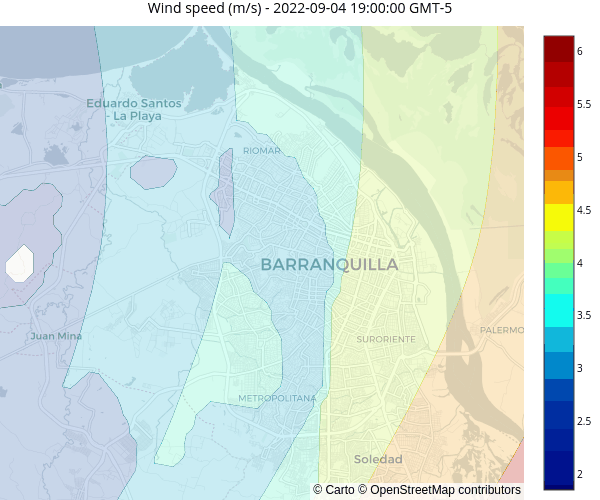 Wind speed (m/s) - 2022-09-04 19:00:00 GMT-5
6
5.5
5
4.5
4
3.5
3
2.5
2
Eduardo Santos
- La Playa
RIOMAR
BARRANQUILLA
Juan Mina
SURORIENTE
PALERMO
METROPOLITANA
Soledad
© Carto © OpenStreetMap contributors